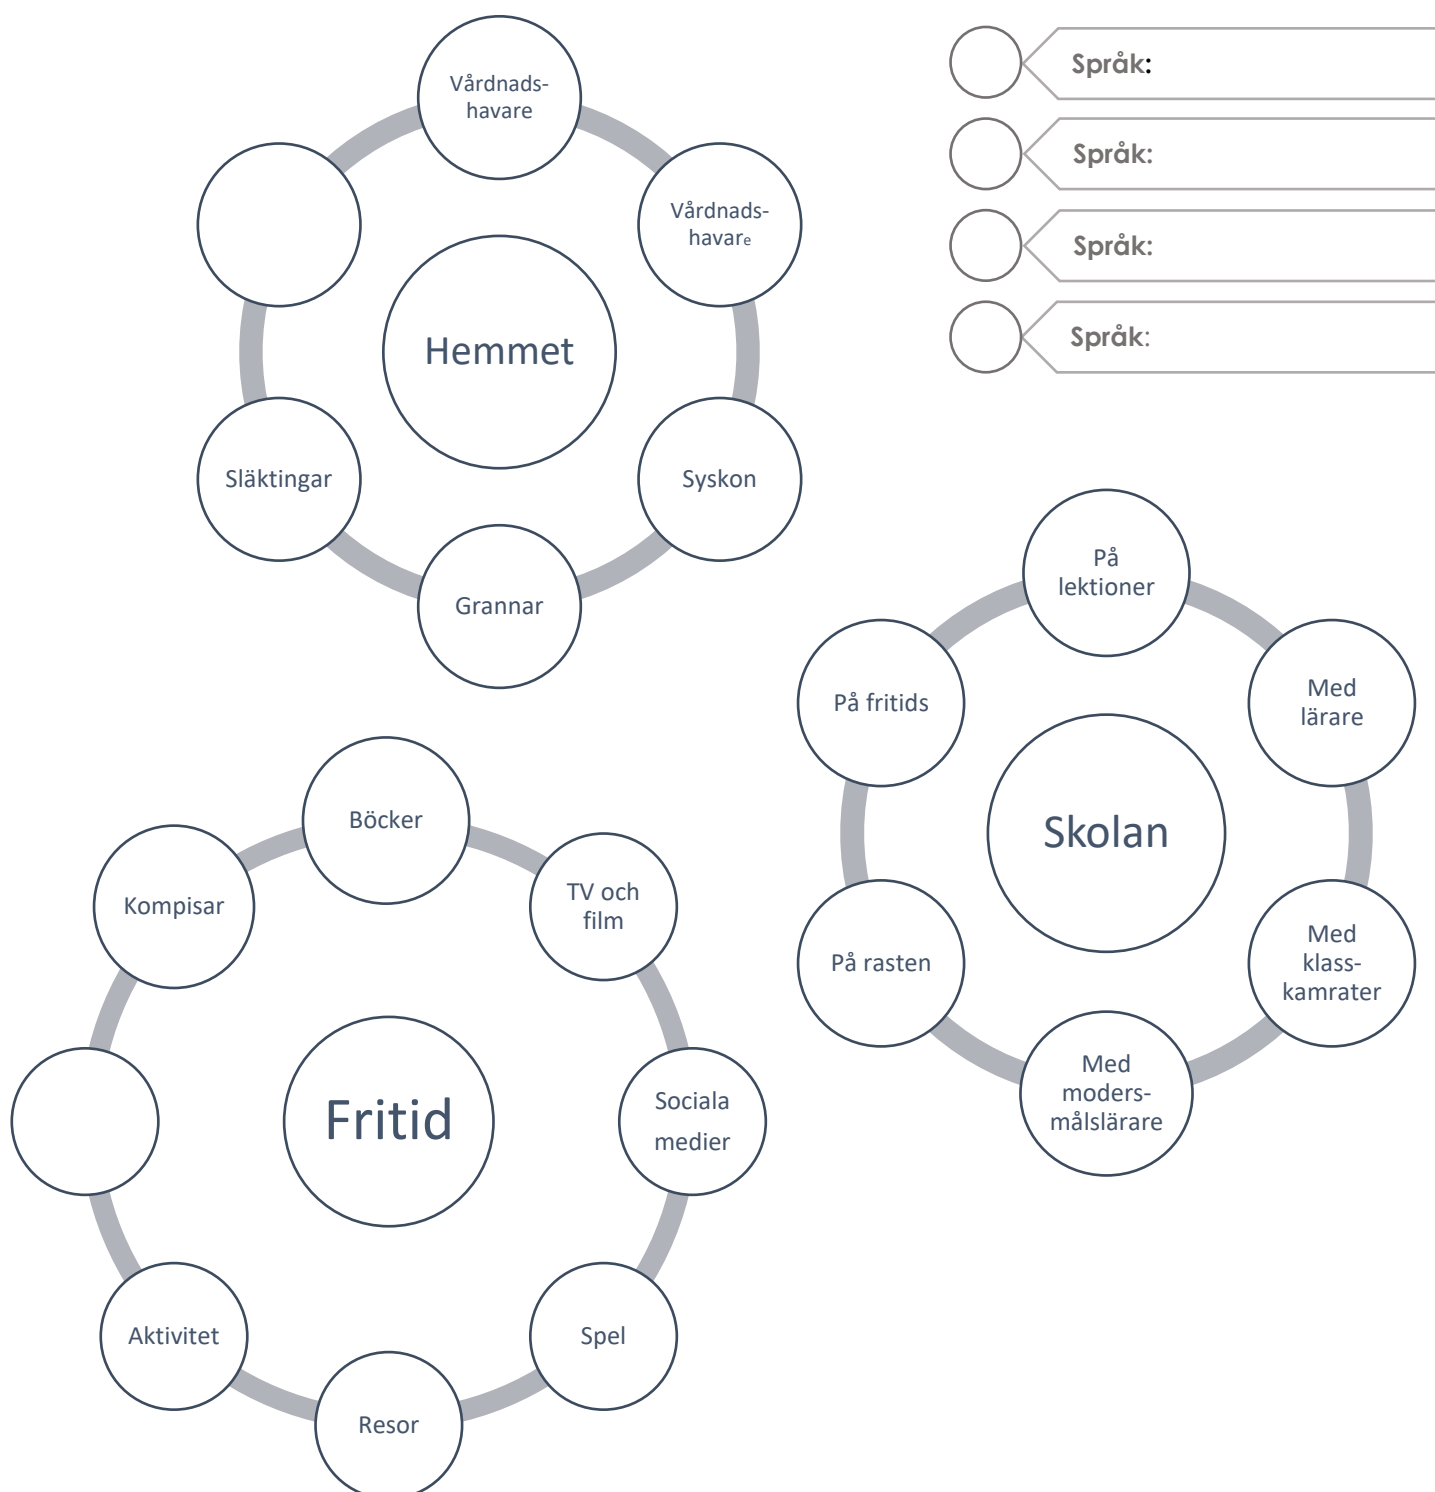 Språk:
Språk:
Språk:
Språk:
Vårdnads-
havare
Vårdnads-
havare
Hemmet
Släktingar
Syskon
Grannar
På
lektioner
På fritids
Med
lärare
Skolan
På rasten
Med
klass-
kamrater
Med
moders-
målslärare
Böcker
Kompisar
TV och
film
Fritid
Sociala
medier
Aktivitet
Spel
Resor